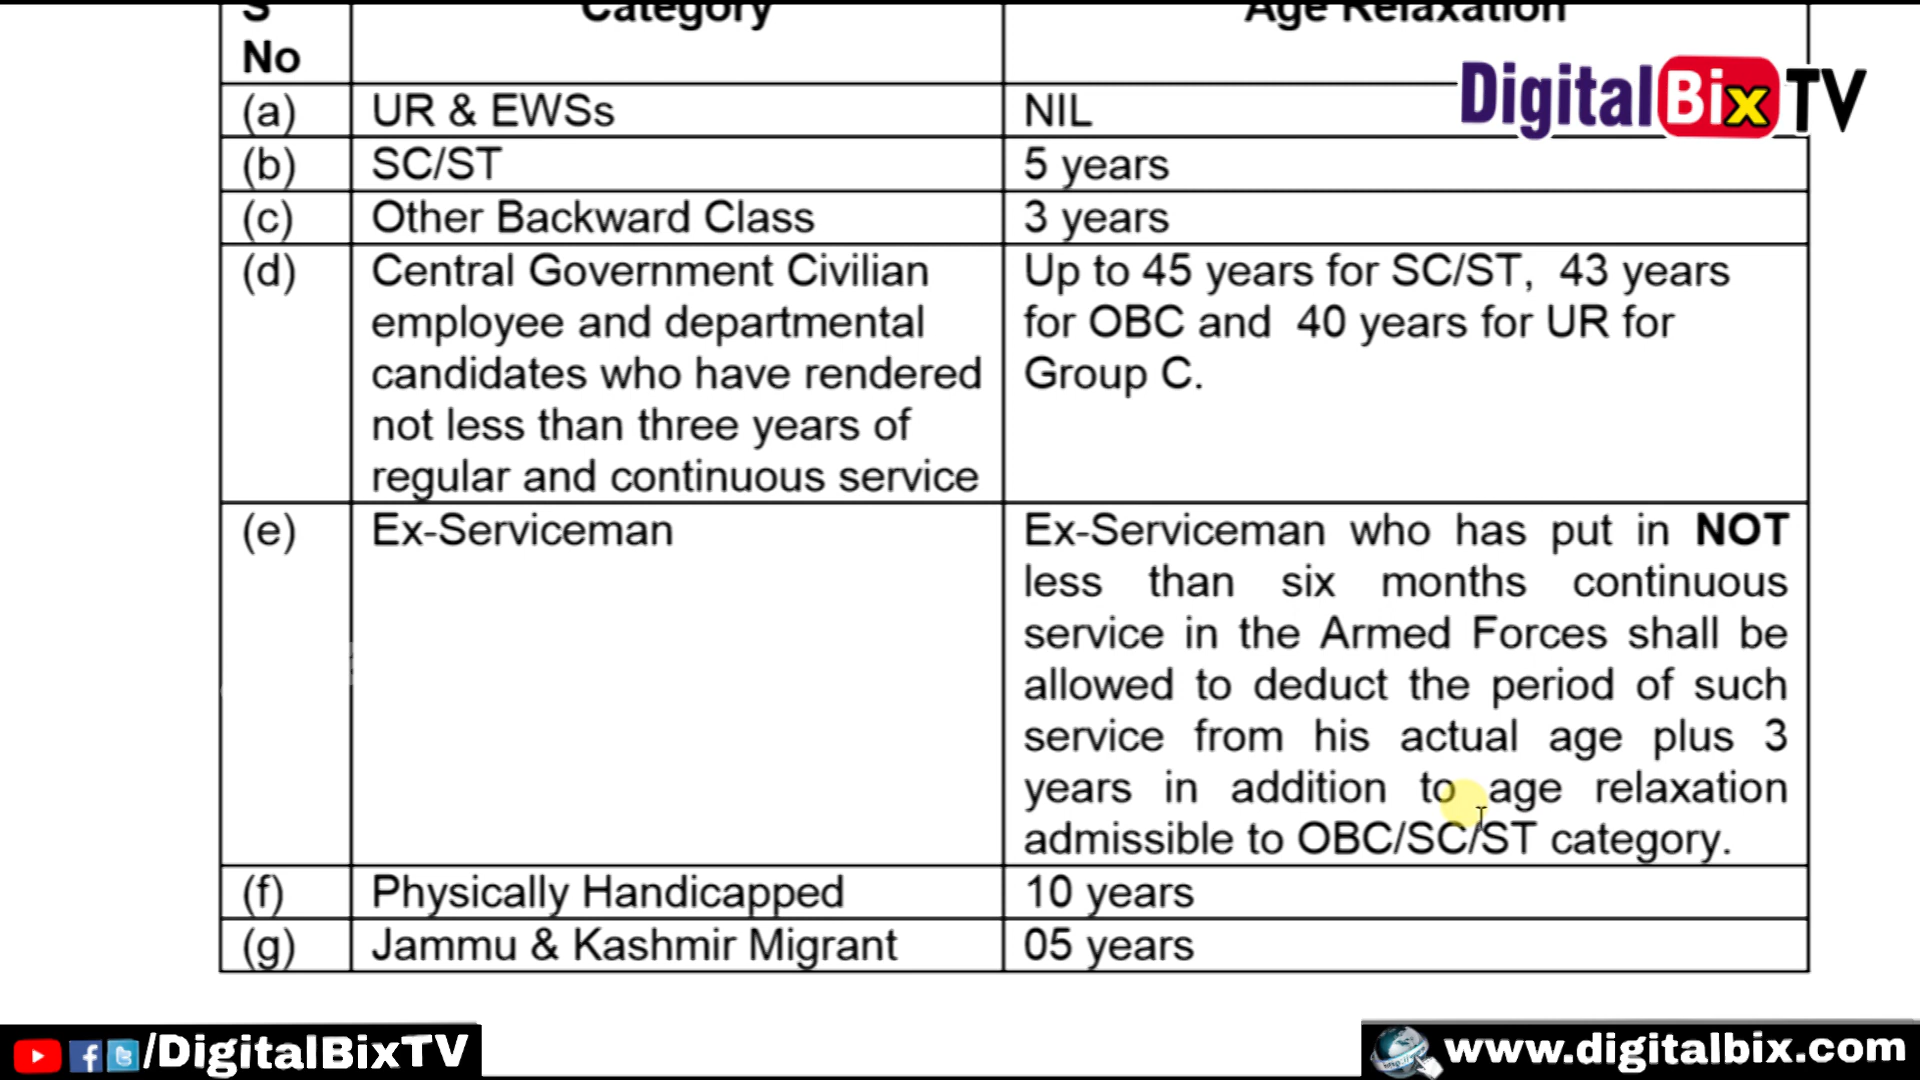 S
No
Category
Age Relaxation
DigitalBixTV
(a)
UR & EWSs
NIL
(b)
SC/ST
5 years
(c)
Other Backward Class
3 years
(d)
Central Government Civilian
employee and departmental
candidates who have rendered
not less than three years of
regular and continuous service
Up to 45 years for SC/ST, 43 years
for OBC and 40 years for UR for
Group C.
(e)
Ex-Serviceman
Ex-Serviceman who has put in NOT
less than six months continuous
service in the Armed Forces shall be
allowed to deduct the period of such
service from his actual age plus 3
years in addition to age relaxation
admissible to OBC/SC/ST category.
(f)
Physically Handicapped
10 years
(g)
Jammu & Kashmir Migrant
05 years
/DigitalBixTV
www.digitalbix.com